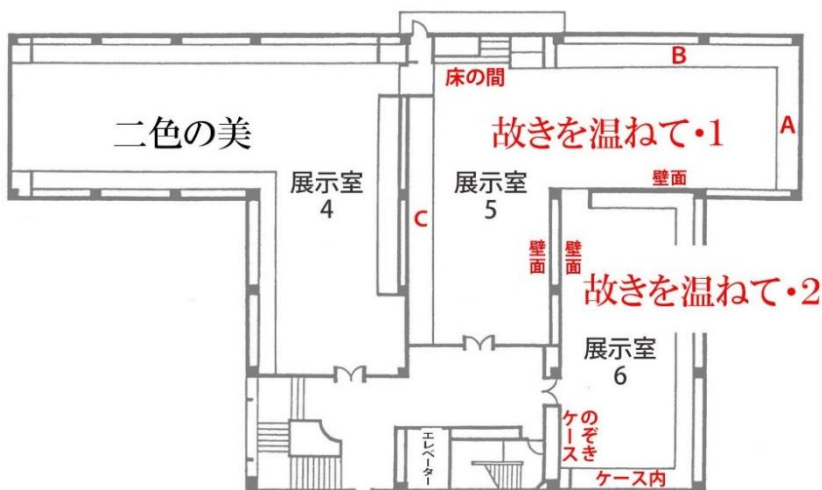 B
床の間
二色の美
故きを温ねて・1
A
展示室
4
展示室
5
壁面
C
壁面
壁面
故きを温ねて・2
展示室
6
のぞき
ケース
エレベーター
ケース内